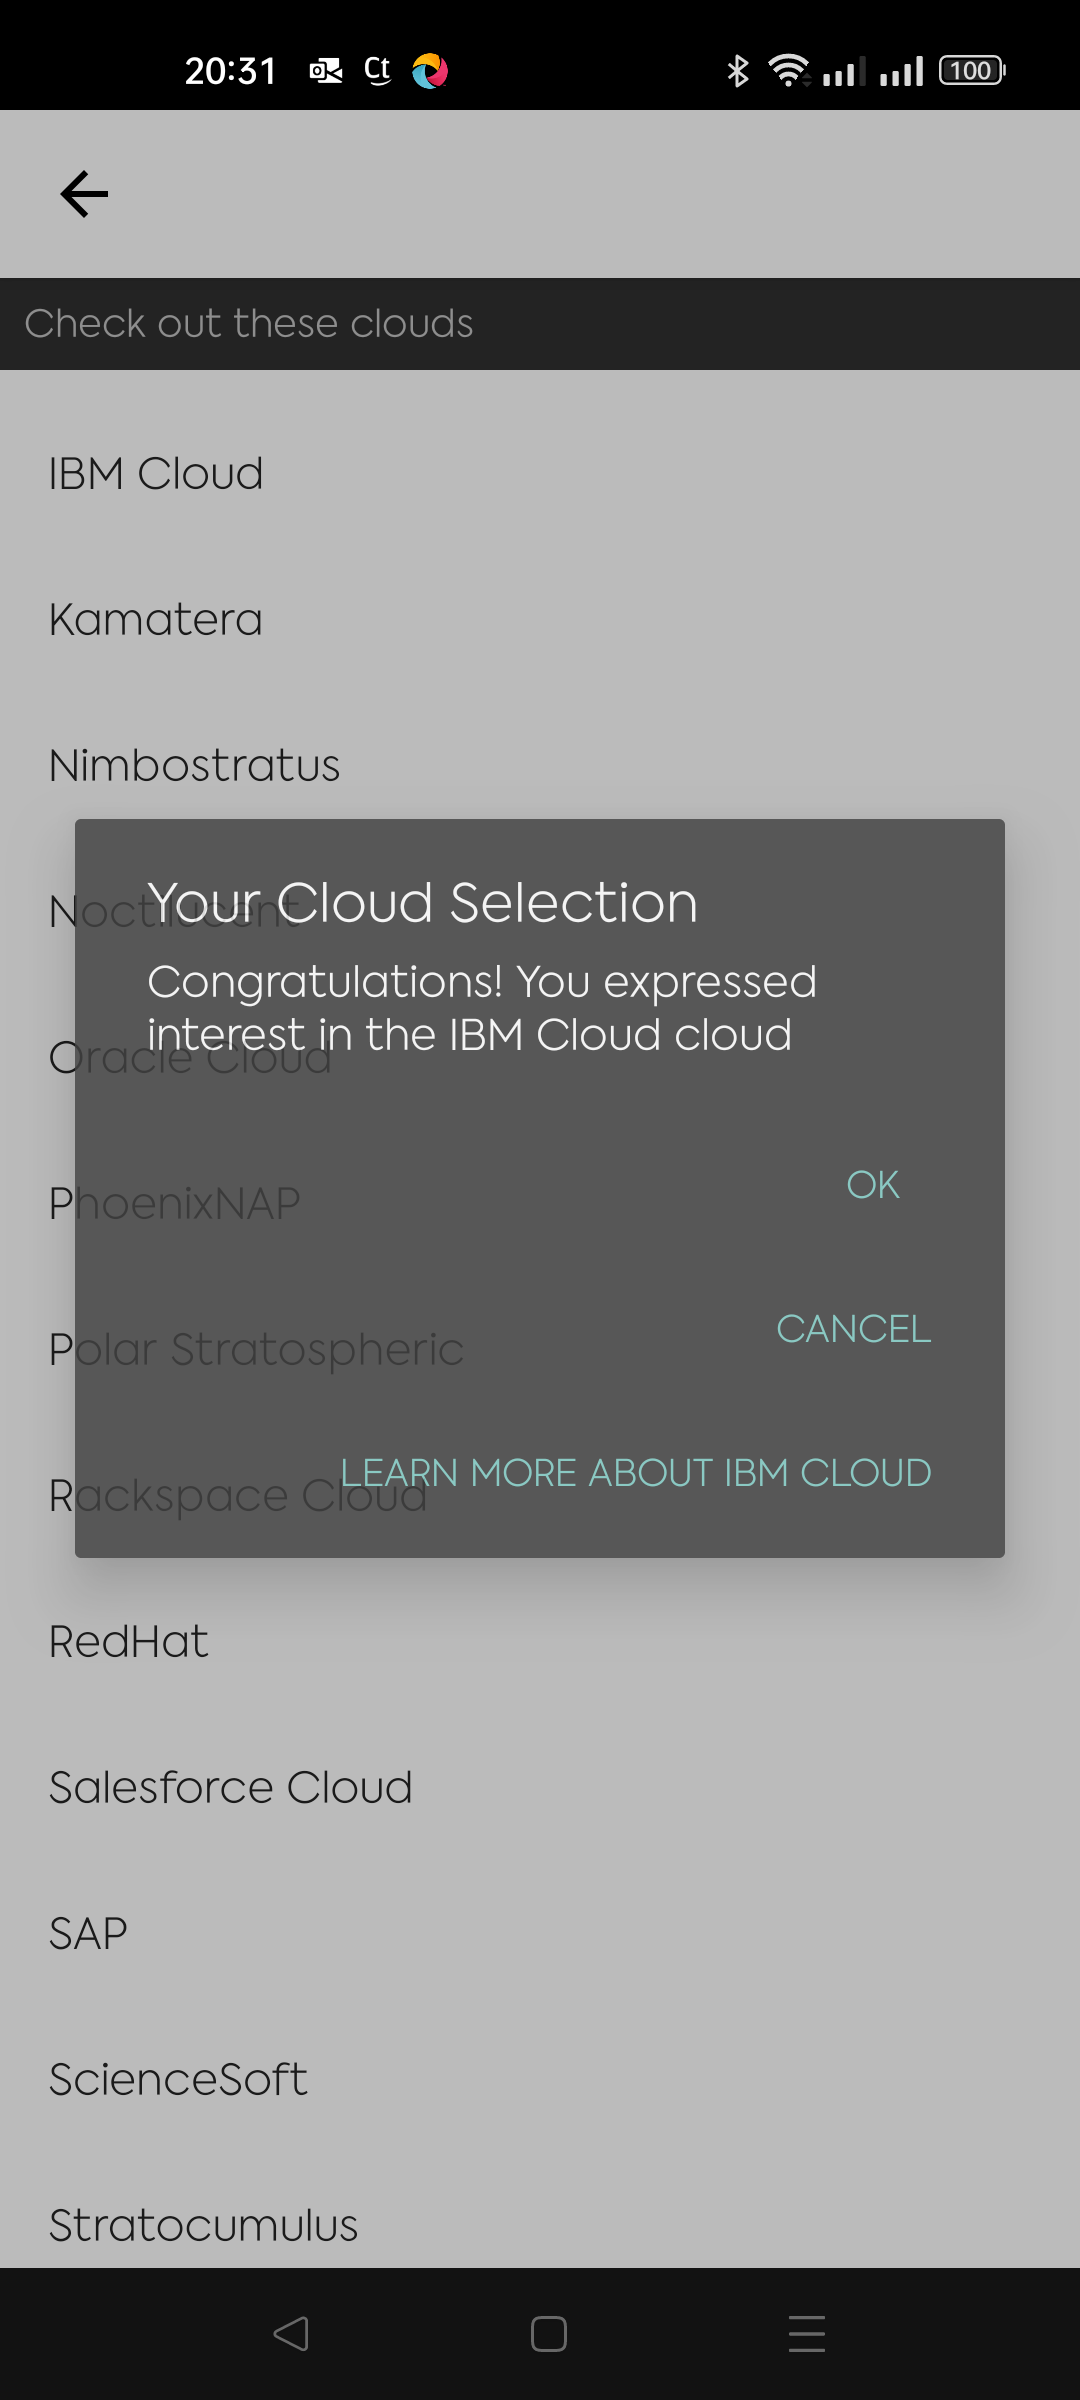 20:31
Ct
100
Check out these clouds
IBM Cloud
Kamatera
Nimbostratus
Noctilucent
Your Cloud Selection
Congratulations! You expressed
interest in the IBM Cloud cloud
Oracle Cloud
OK
PhoenixNAP
CANCEL
Polar Stratospheric
LEARN MORE ABOUT IBM CLOUD
Rackspace Cloud
RedHat
Salesforce Cloud
SAP
ScienceSoft
Stratocumulus